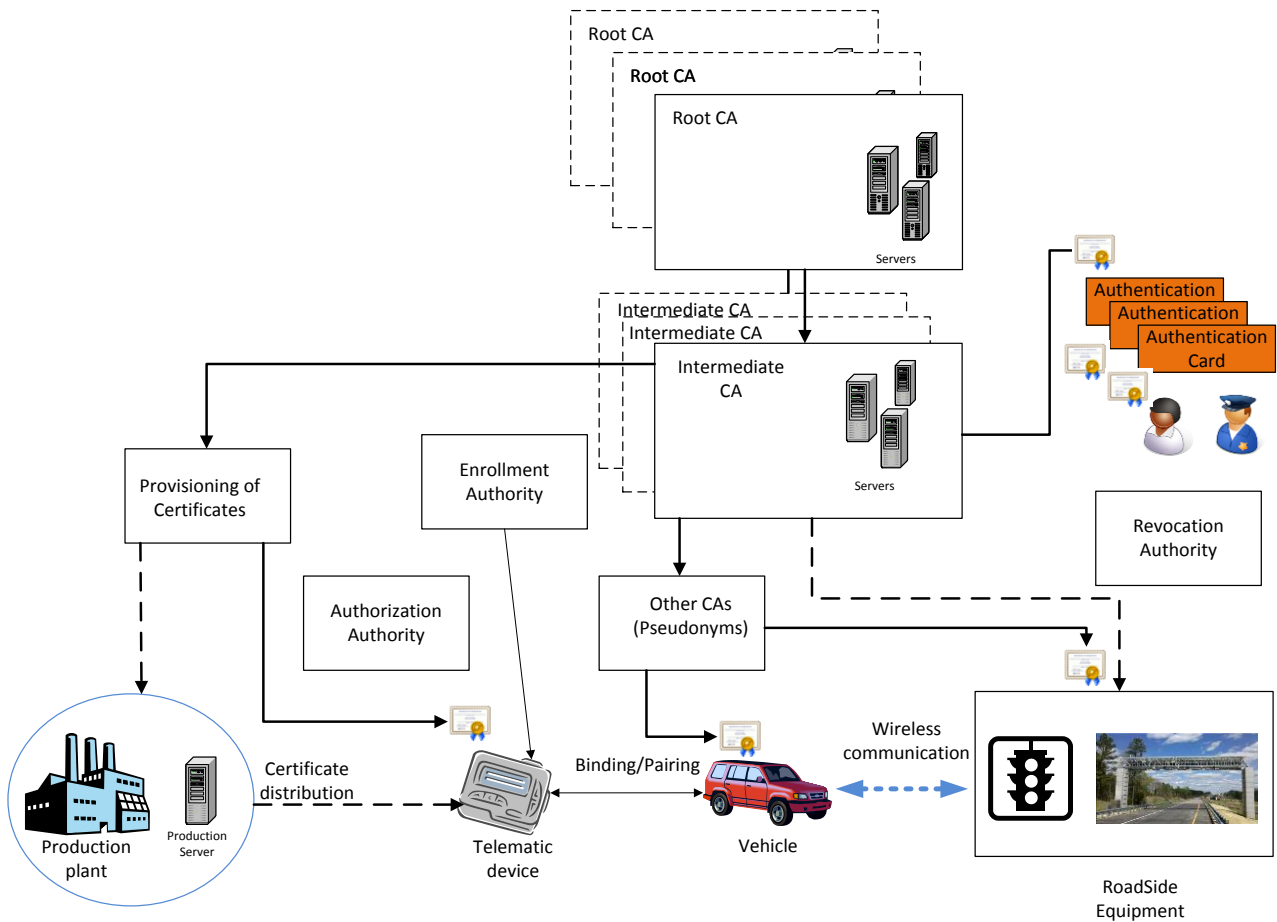 Root CA
Root CA
Root CA
Servers
Intermediate CA
Intermediate CA
Intermediate
CA
Servers
Authentication
Authentication
Authentication
Card
Provisioning of
Certificates
Enrollment
Authority
Revocation
Authority
Authorization
Authority
Other CAs
(Pseudonyms)
Certificate
distribution
Binding/Pairing
Wireless
communication
Production
Server
Production
plant
Telematic
device
Vehicle
RoadSide
Equipment